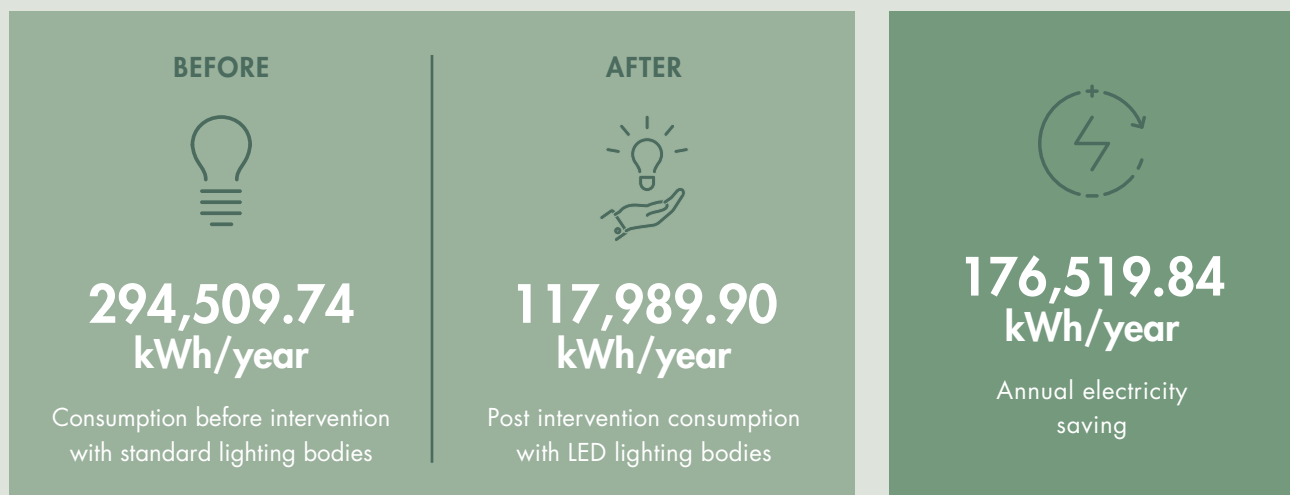 BEFORE
294,509.74
kWh/year
Consumption before intervention
with standard lighting bodies
AFTER
117,989.90
kWh/year
Post intervention consumption
with LED lighting bodies
176,519.84
kWh/year
Annual electricity
saving